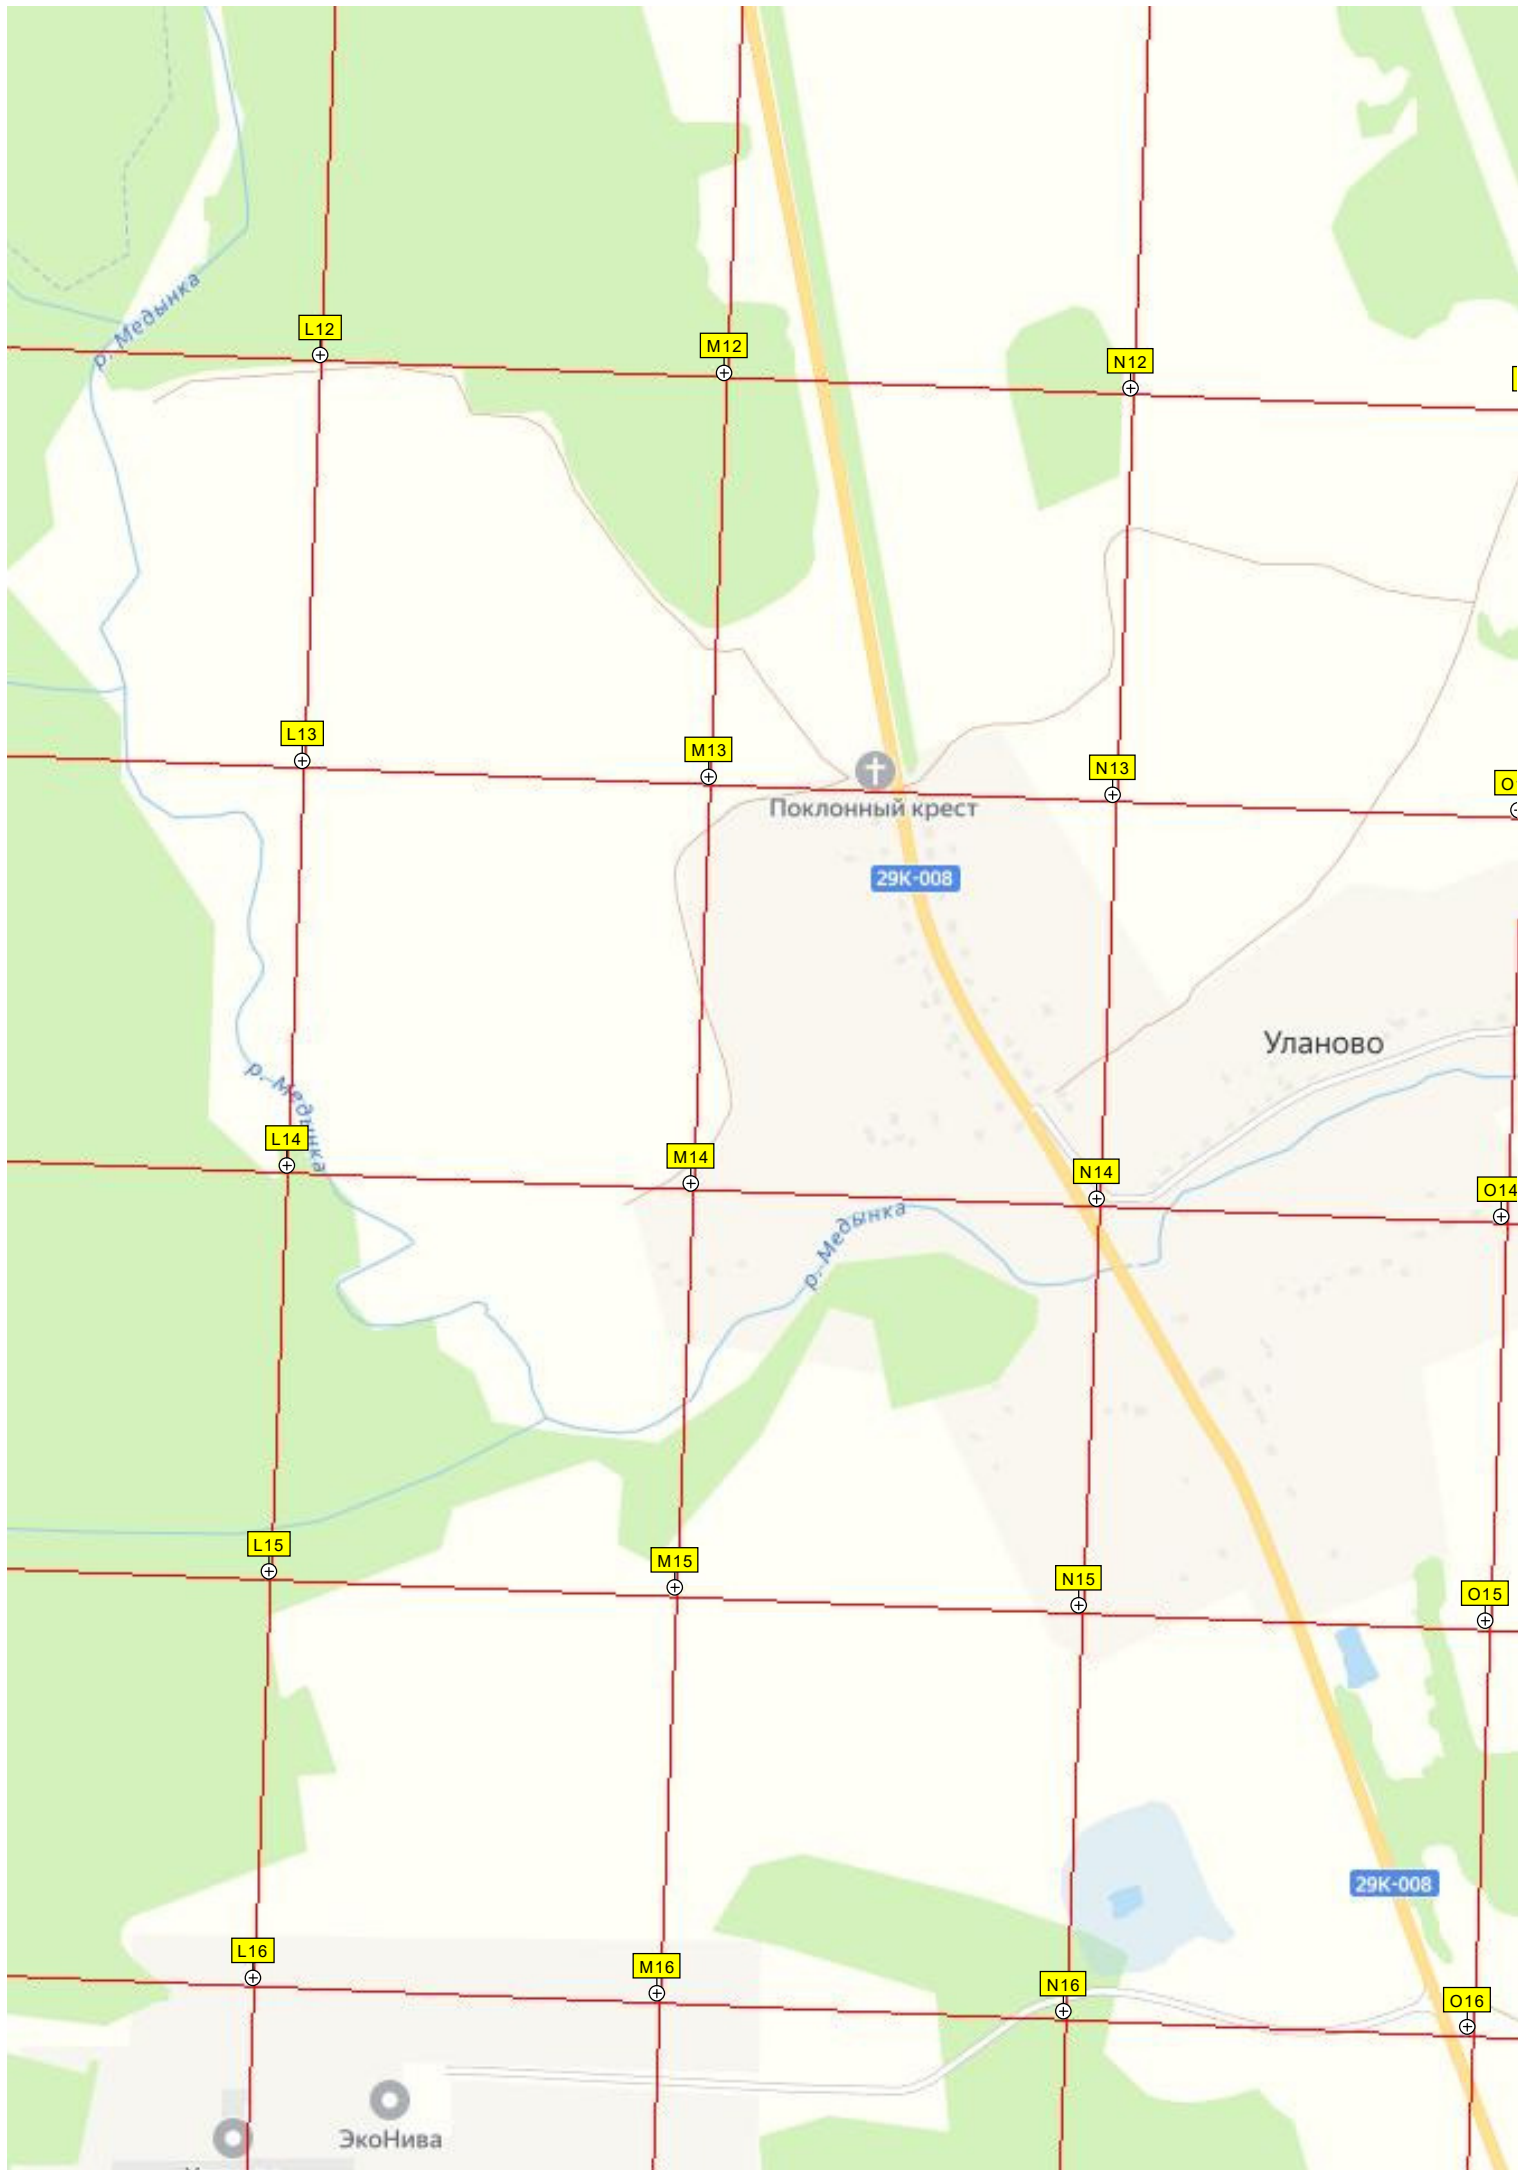 р. Медынка
L12
M12
N12
L13
M13
N13
O
Поклонный крест
29К-008
Уланово
р. Медынка
L14
M14
N14
O14
р. Медынка
L15
M15
N15
O15
29К-008
L16
M16
N16
O16
ЭкоНива